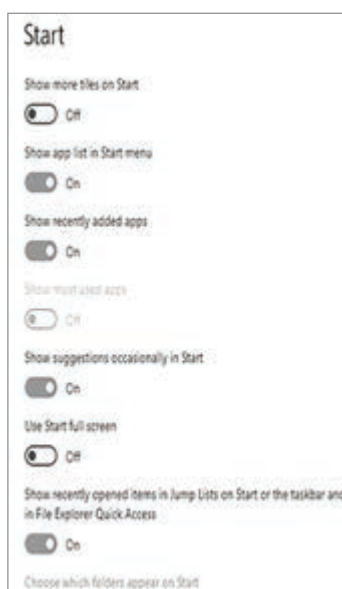 Start
Show more tiles on Start
Off
Show app list in Start menu
On
Show recently added apps
On
Show most used apps
Off
Show suggestions occasionally in Start
On
Use Start full screen
Off
Show recently opened items in Jump Lists on Start or the taskbar and
in File Explorer Quick Access
On
Choose which folders appear on Start